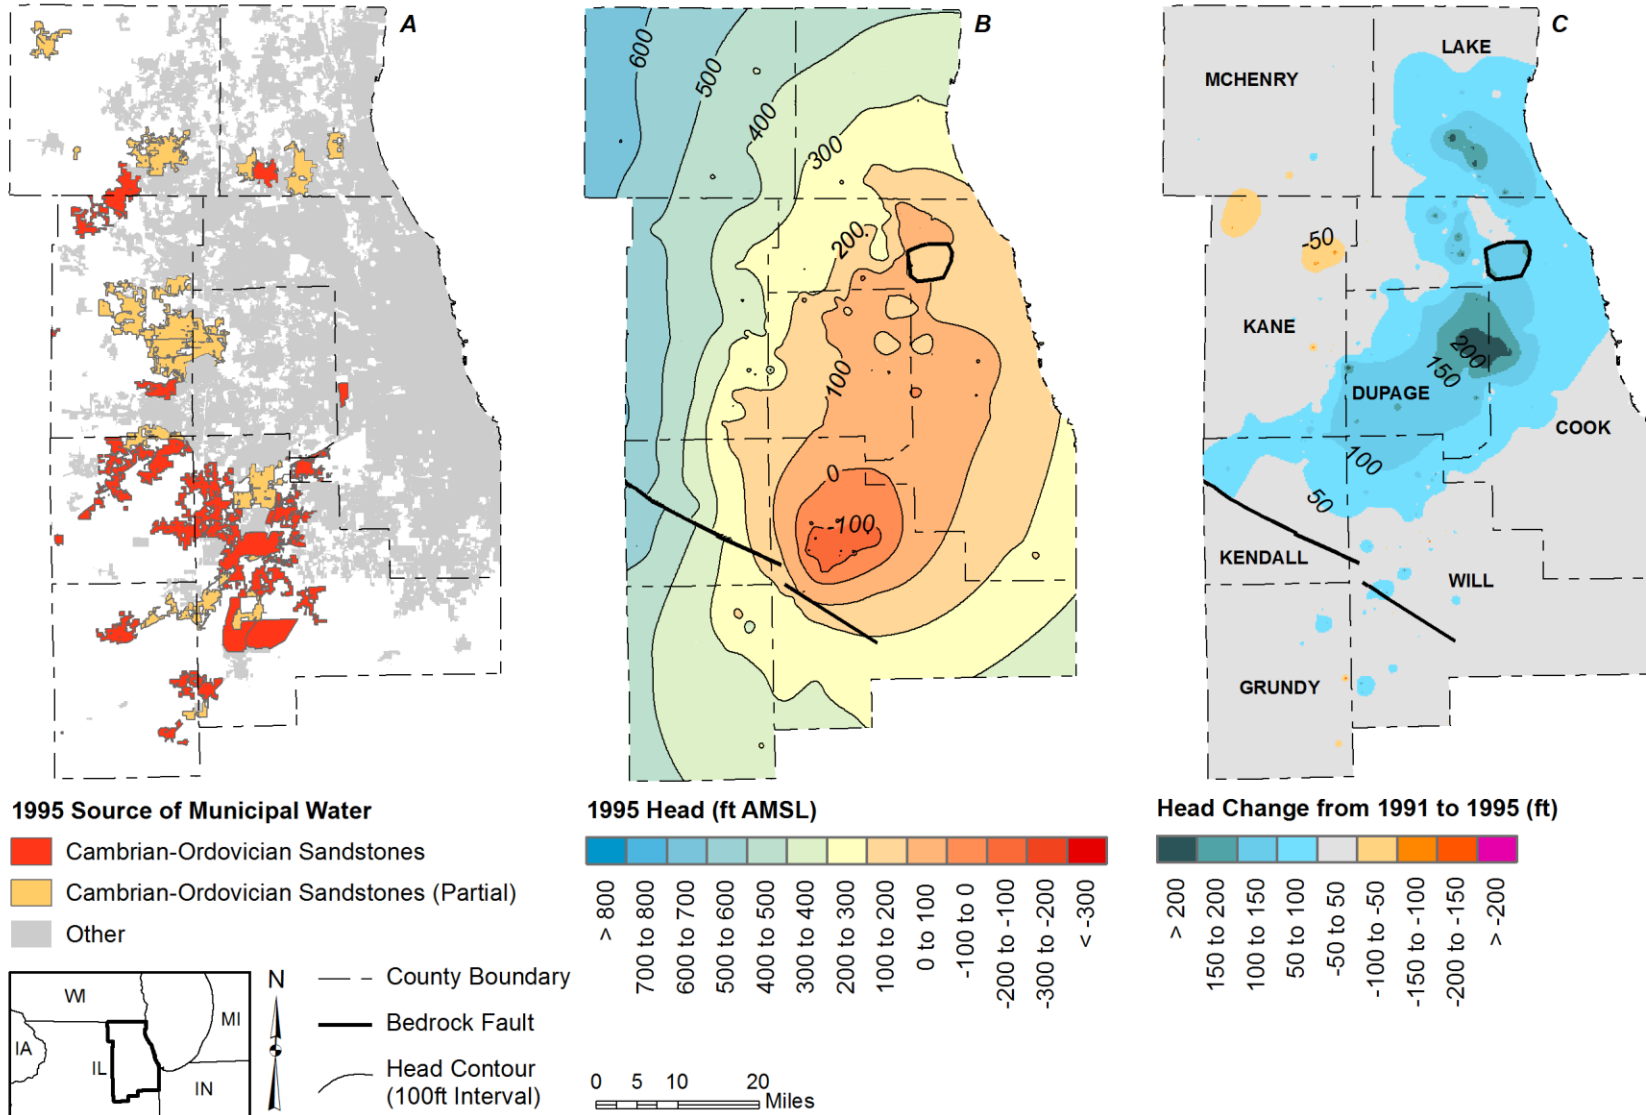 A
B
C
600
500
400
300
200
100
0
-100
LAKE
MCHENRY
-50
KANE
200
150
DUPAGE
COOK
100
50
KENDALL
WILL
GRUNDY
1995 Source of Municipal Water
Cambrian-Ordovician Sandstones
Cambrian-Ordovician Sandstones (Partial)
Other
WI
MI
IA
IL
IN
N
County Boundary
Bedrock Fault
Head Contour
(100ft Interval)
1995 Head (ft AMSL)
> 800
700 to 800
600 to 700
500 to 600
400 to 500
300 to 400
200 to 300
100 to 200
0 to 100
-100 to 0
-200 to -100
-300 to -200
< -300
0 5 10 20
Miles
Head Change from 1991 to 1995 (ft)
> 200
150 to 200
100 to 150
50 to 100
-50 to 50
-100 to -50
-150 to -100
-200 to -150
> -200